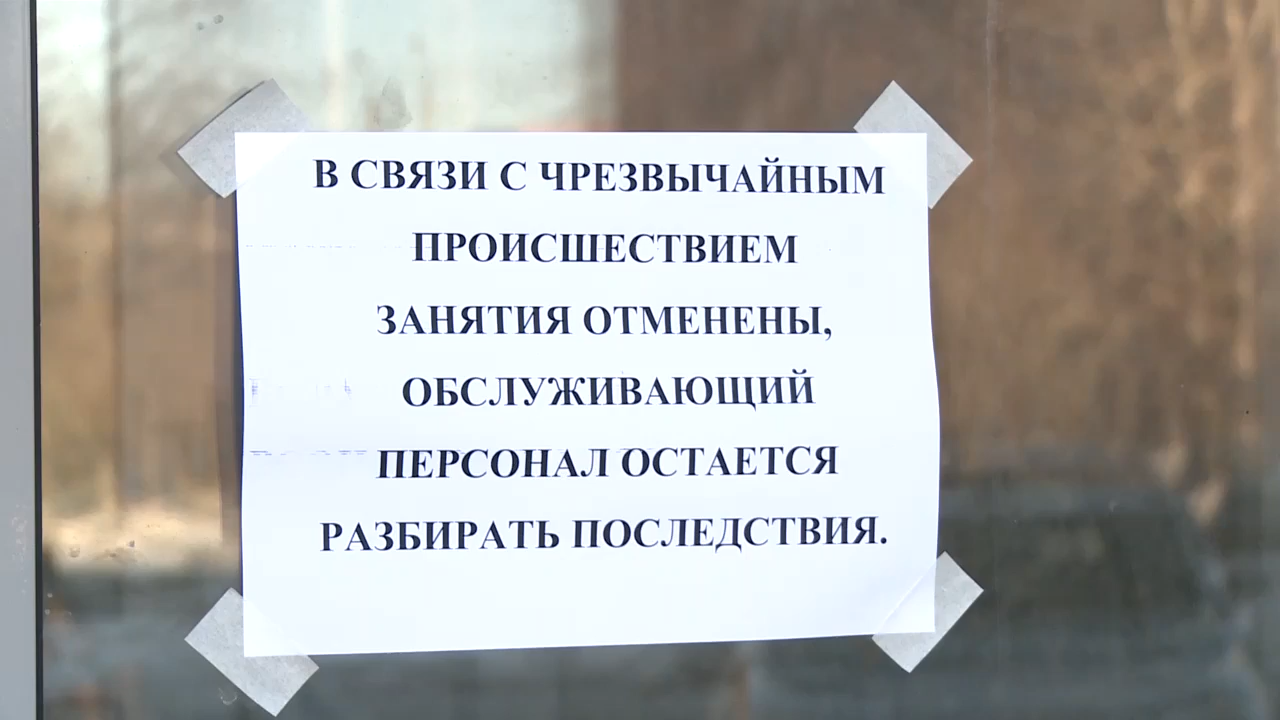 В СВЯЗИ С ЧРЕЗВЫЧАЙНЫМ
ПРОИСШЕСТВИЕМ
ЗАНЯТИЯ ОТМЕНЕНЫ,
ОБСЛУЖИВАЮЩИЙ
ПЕРСОНАЛ ОСТАЕТСЯ
РАЗБИРАТЬ ПОСЛЕДСТВИЯ.